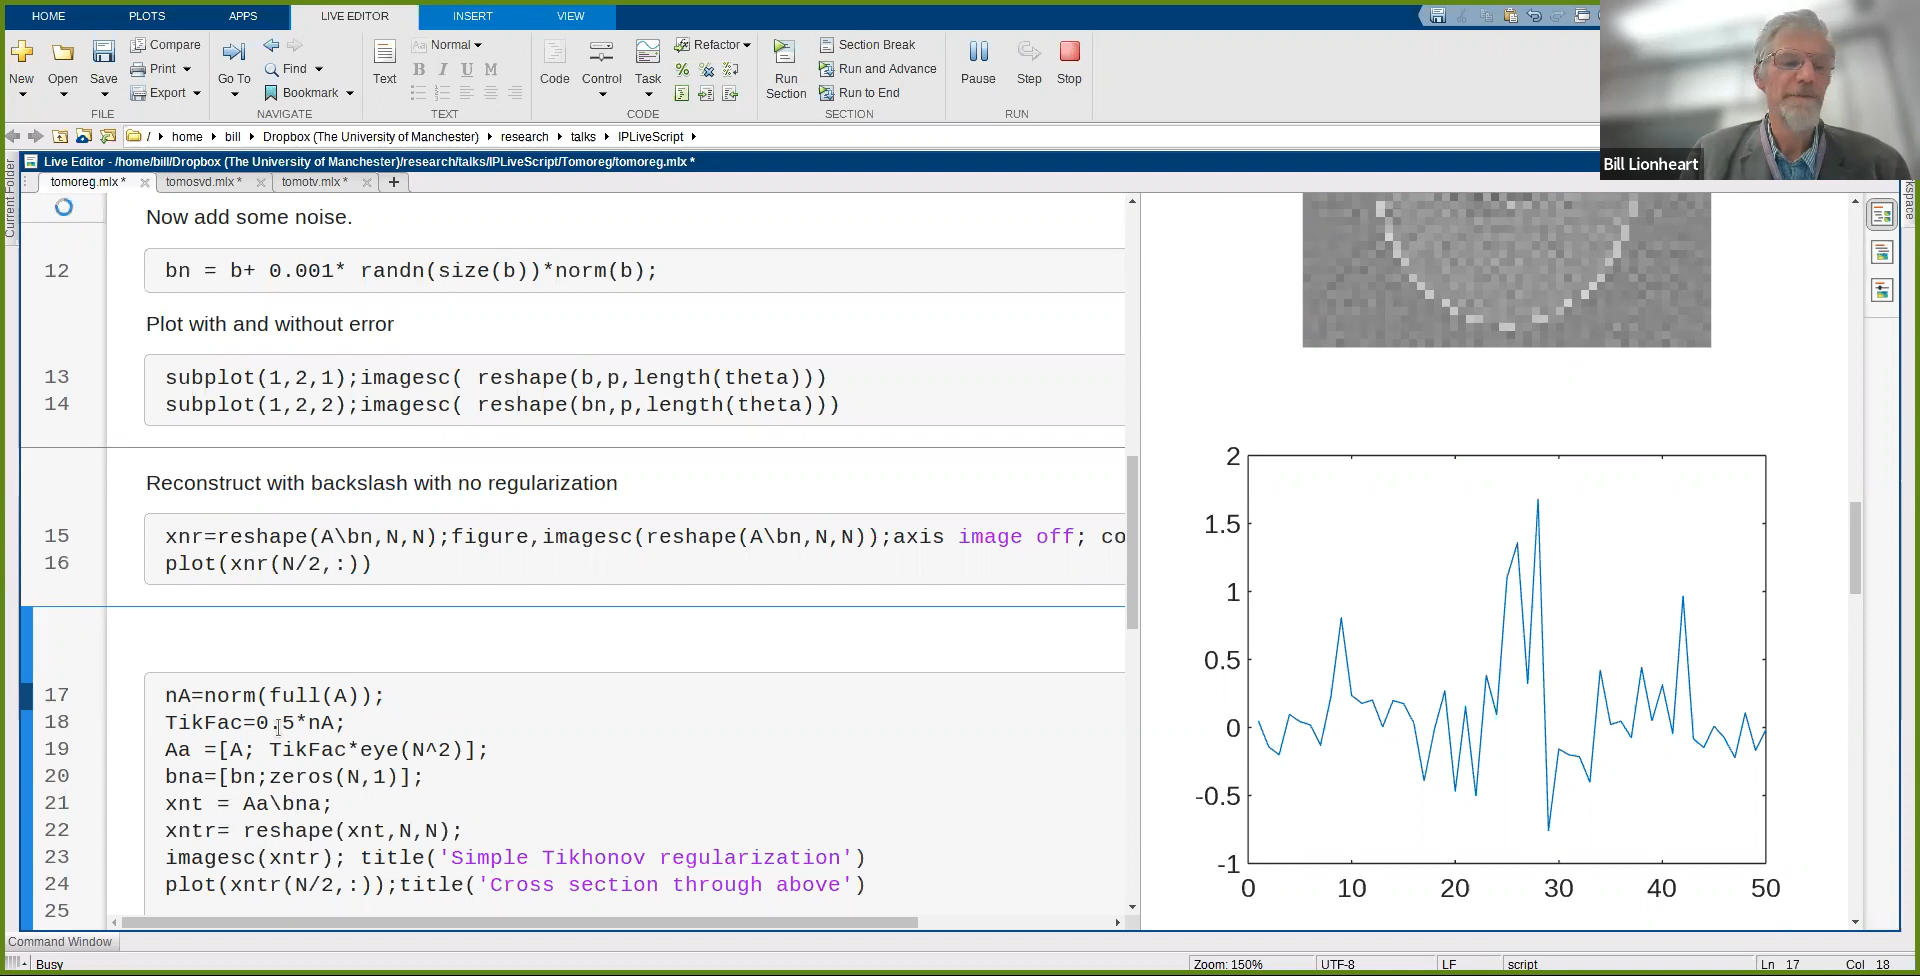 HOME PLOTS APPS LIVE EDITOR INSERT VIEW
New Open Save Compare Print Export
FILE
Go To Find Bookmark
NAVIGATE
Text Aa Normal B I U M
TEXT
Code Control Task Refactor
CODE
Run Section Section Break Run and Advance Run to End
SECTION
Pause Step Stop
RUN
Bill Lionheart
/ home bill Dropbox (The University of Manchester) research talks IPLiveScript
Current Folder
Live Editor - /home/bill/Dropbox (The University of Manchester)/research/talks/IPLiveScript/Tomoreg/tomoreg.mlx *
tomoreg.mlx * tomosvd.mlx * tomotv.mlx * +
kspace
Now add some noise.
12 bn = b+ 0.001* randn(size(b))*norm(b);
Plot with and without error
13 subplot(1,2,1);imagesc( reshape(b,p,length(theta)))
14 subplot(1,2,2);imagesc( reshape(bn,p,length(theta)))
Reconstruct with backslash with no regularization
15 xnr=reshape(A\bn,N,N);figure,imagesc(reshape(A\bn,N,N));axis image off; co
16 plot(xnr(N/2,:))
17 nA=norm(full(A));
18 TikFac=0.5*nA;
19 Aa =[A; TikFac*eye(N^2)];
20 bna=[bn;zeros(N,1)];
21 xnt = Aa\bna;
22 xntr= reshape(xnt,N,N);
23 imagesc(xntr); title('Simple Tikhonov regularization')
24 plot(xntr(N/2,:));title('Cross section through above')
25
2
1.5
1
0.5
0
-0.5
-1
0 10 20 30 40 50
Command Window
Busy Zoom: 150% UTF-8 LF script Ln 17 Col 18